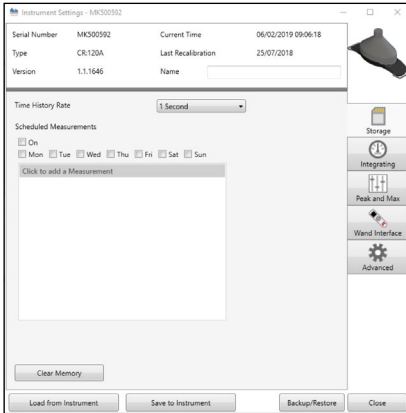 Instrument Settings - MK500592
Serial Number MK500592 Current Time 06/02/2019 09:06:18
Type CR:120A Last Recalibration 25/07/2018
Version 1.1.1646 Name
Time History Rate 1 Second
Scheduled Measurements
On
Mon Tue Wed Thu Fri Sat Sun
Click to add a Measurement
Storage
Integrating
Peak and Max
Wand Interface
Advanced
Clear Memory
Load from Instrument Save to Instrument Backup/Restore Close